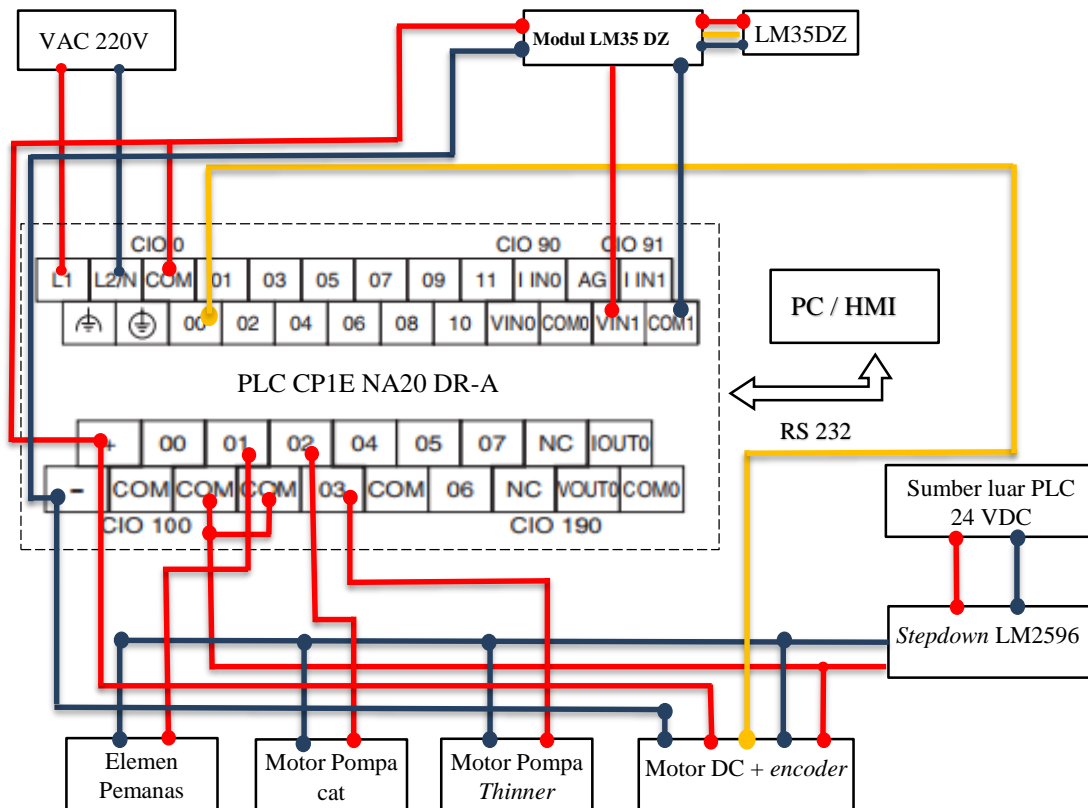 VAC 220V
Modul LM35 DZ
LM35DZ
CIO 0
CIO 90
CIO 91
L1 L2/N COM 01 03 05 07 09 11 I IN0 AG I IN1
00 02 04 06 08 10 VIN0 COM0 VIN1 COM1
PC / HMI
PLC CP1E NA20 DR-A
RS 232
+ 00 01 02 04 05 07 NC IOUT0
- COM COM COM 03 COM 06 NC VOUT0 COM0
CIO 100
CIO 190
Sumber luar PLC
24 VDC
Stepdown LM2596
Elemen
Pemanas
Motor Pompa
cat
Motor Pompa
Thinner
Motor DC + encoder